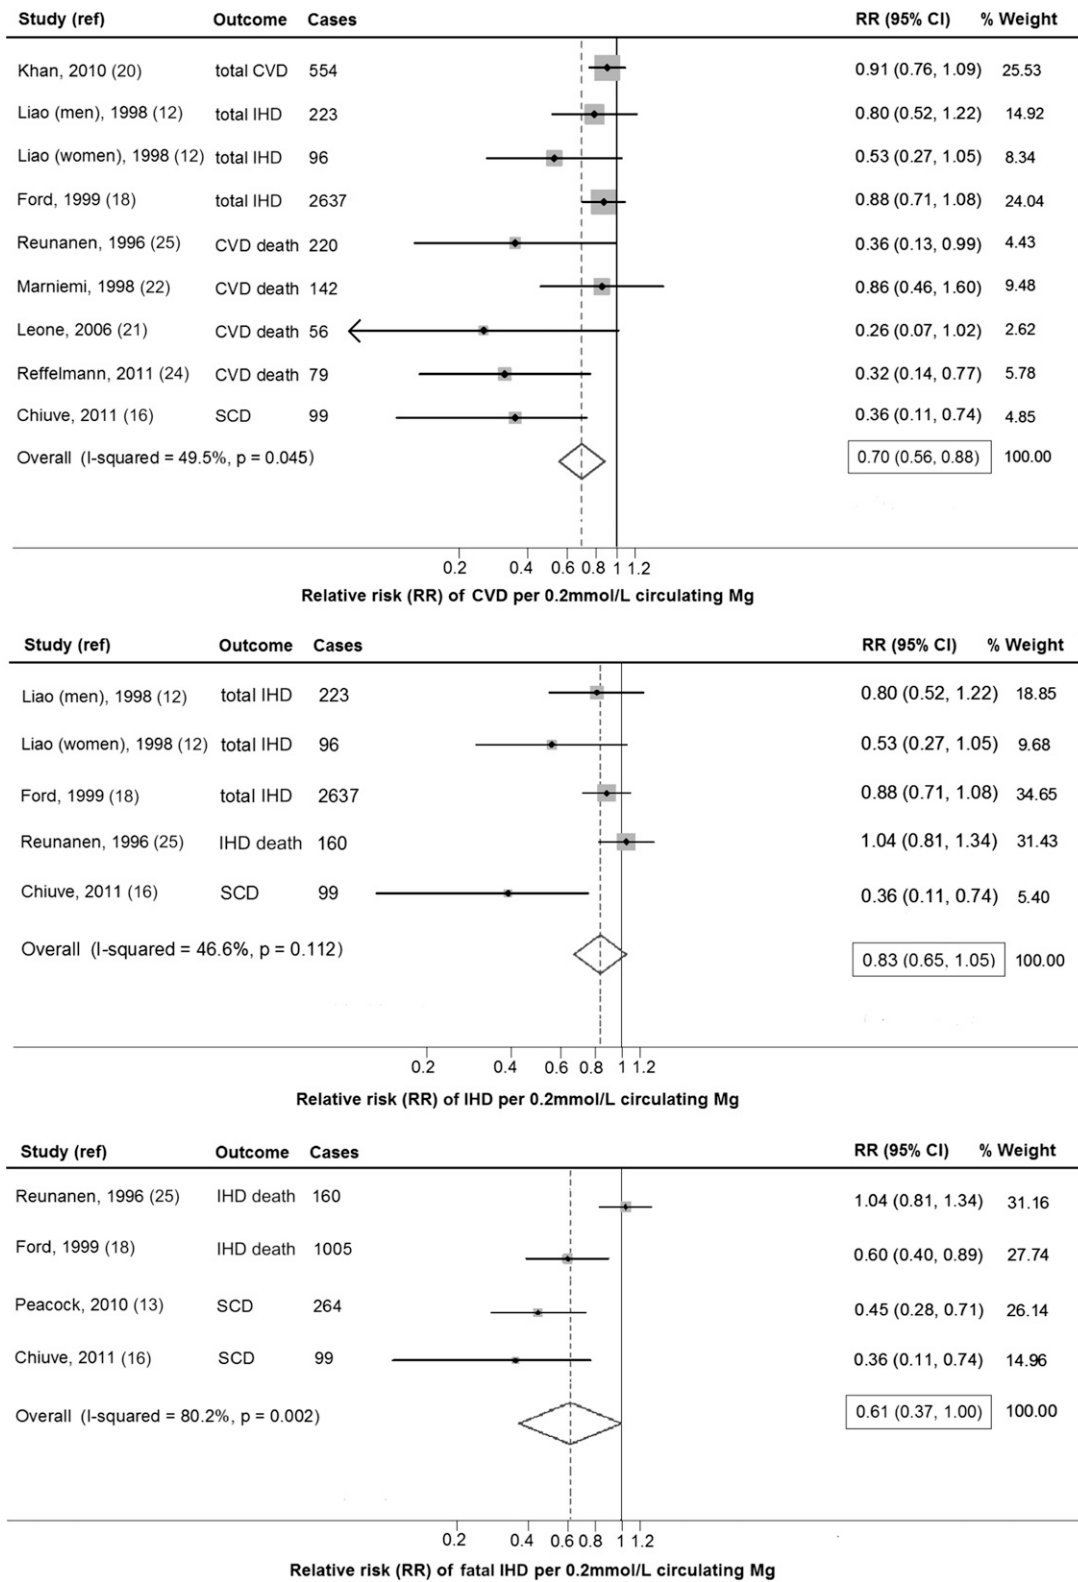 Study (ref) Outcome Cases RR (95% CI) % Weight
Khan, 2010 (20) total CVD 554 0.91 (0.76, 1.09) 25.53
Liao (men), 1998 (12) total IHD 223 0.80 (0.52, 1.22) 14.92
Liao (women), 1998 (12) total IHD 96 0.53 (0.27, 1.05) 8.34
Ford, 1999 (18) total IHD 2637 0.88 (0.71, 1.08) 24.04
Reunanen, 1996 (25) CVD death 220 0.36 (0.13, 0.99) 4.43
Marniemi, 1998 (22) CVD death 142 0.86 (0.46, 1.60) 9.48
Leone, 2006 (21) CVD death 56 0.26 (0.07, 1.02) 2.62
Reffelmann, 2011 (24) CVD death 79 0.32 (0.14, 0.77) 5.78
Chiuve, 2011 (16) SCD 99 0.36 (0.11, 0.74) 4.85
Overall (I-squared = 49.5%, p = 0.045) 0.70 (0.56, 0.88) 100.00
0.2 0.4 0.6 0.8 1 1.2
Relative risk (RR) of CVD per 0.2mmol/L circulating Mg
Study (ref) Outcome Cases RR (95% CI) % Weight
Liao (men), 1998 (12) total IHD 223 0.80 (0.52, 1.22) 18.85
Liao (women), 1998 (12) total IHD 96 0.53 (0.27, 1.05) 9.68
Ford, 1999 (18) total IHD 2637 0.88 (0.71, 1.08) 34.65
Reunanen, 1996 (25) IHD death 160 1.04 (0.81, 1.34) 31.43
Chiuve, 2011 (16) SCD 99 0.36 (0.11, 0.74) 5.40
Overall (I-squared = 46.6%, p = 0.112) 0.83 (0.65, 1.05) 100.00
0.2 0.4 0.6 0.8 1 1.2
Relative risk (RR) of IHD per 0.2mmol/L circulating Mg
Study (ref) Outcome Cases RR (95% CI) % Weight
Reunanen, 1996 (25) IHD death 160 1.04 (0.81, 1.34) 31.16
Ford, 1999 (18) IHD death 1005 0.60 (0.40, 0.89) 27.74
Peacock, 2010 (13) SCD 264 0.45 (0.28, 0.71) 26.14
Chiuve, 2011 (16) SCD 99 0.36 (0.11, 0.74) 14.96
Overall (I-squared = 80.2%, p = 0.002) 0.61 (0.37, 1.00) 100.00
0.2 0.4 0.6 0.8 1 1.2
Relative risk (RR) of fatal IHD per 0.2mmol/L circulating Mg